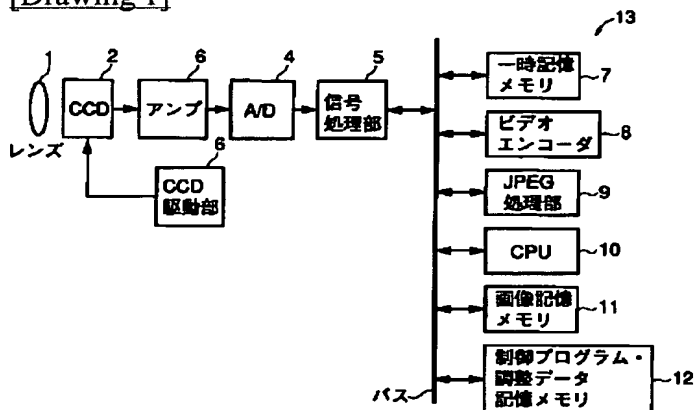 [Drawing 1]
13
1
2
6
4
5
CCD
アンプ
A/D
信号
処理部
レンズ
6
CCD
駆動部
一時記憶
メモリ
7
ビデオ
エンコーダ
8
JPEG
処理部
9
CPU
10
画像記憶
メモリ
11
制御プログラム・
調整データ
記憶メモリ
12
バス